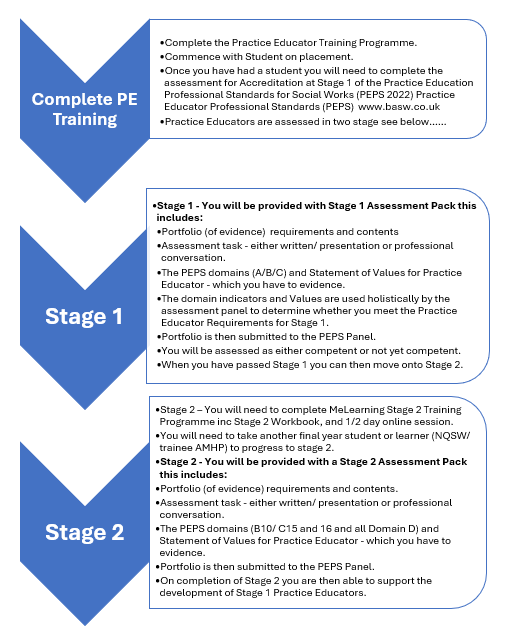 Complete PE
Training
•Complete the Practice Educator Training Programme.
•Commence with Student on placement.
•Once you have had a student you will need to complete the
assessment for Accreditation at Stage 1 of the Practice Education
Professional Standards for Social Works (PEPS 2022) Practice
Educator Professional Standards (PEPS) www.basw.co.uk
•Practice Educators are assessed in two stage see below......
Stage 1
•Stage 1 - You will be provided with Stage 1 Assessment Pack this
includes:
•Portfolio (of evidence) requirements and contents
•Assessment task - either written/ presentation or professional
conversation.
•The PEPS domains (A/B/C) and Statement of Values for Practice
Educator - which you have to evidence.
•The domain indicators and Values are used holistically by the
assessment panel to determine whether you meet the Practice
Educator Requirements for Stage 1.
•Portfolio is then submitted to the PEPS Panel.
•You will be assessed as either competent or not yet competent.
•When you have passed Stage 1 you can then move onto Stage 2.
Stage 2
•Stage 2 – You will need to complete MeLearning Stage 2 Training
Programme inc Stage 2 Workbook, and 1/2 day online session.
•You will need to take another final year student or learner (NQSW/
trainee AMHP) to progress to stage 2.
•Stage 2 - You will be provided with a Stage 2 Assessment Pack
this includes:
•Portfolio (of evidence) requirements and contents.
•Assessment task - either written/ presentation or professional
conversation.
•The PEPS domains (B10/ C15 and 16 and all Domain D) and
Statement of Values for Practice Educator - which you have to
evidence.
•Portfolio is then submitted to the PEPS Panel.
•On completion of Stage 2 you are then able to support the
development of Stage 1 Practice Educators.